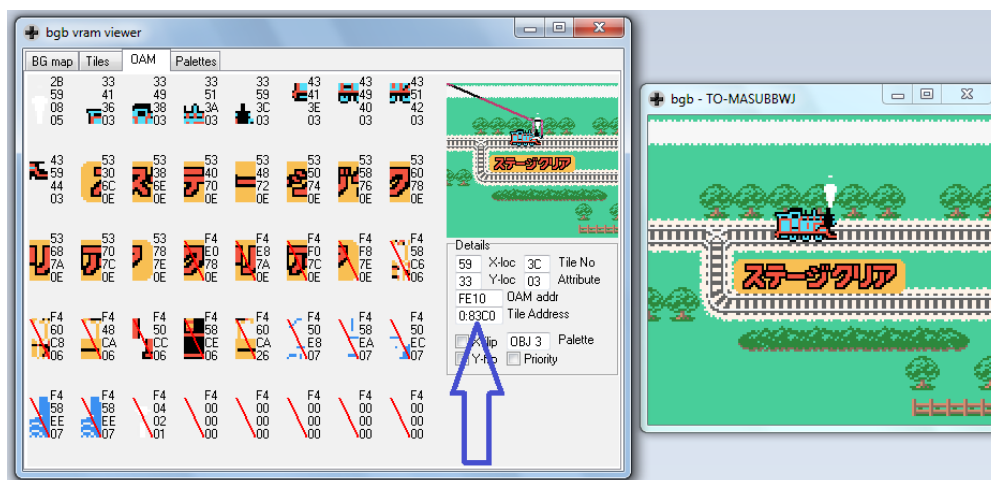 bgb vram viewer
BG map Tiles OAM Palettes
2B 33 33 33 33 43 43 43
59 41 49 51 59 41 49 51
08 36 38 3A 3C 3E 40 42
05 03 03 03 03 03 03 03
43 53 53 53 53 53 53 53
59 30 38 40 48 50 58 60
44 6C 6E 70 72 74 76 78
03 0E 0E 0E 0E 0E 0E 0E
53 53 53 F4 F4 F4 F4 F4
68 70 78 E0 E8 F0 F8 58
7A 7C 7E 78 7A 7C 7E C6
0E 0E 0E 0E 0E 0E 0E 06
F4 F4 F4 F4 F4 F4 F4 F4
60 48 50 58 60 50 58 50
C8 CA CC CE CA E8 EA EC
06 06 06 06 26 07 07 07
F4 F4 F4 F4 F4 F4 F4 F4
58 58 04 00 00 00 00 00
EE EE 02 00 00 00 00 00
07 07 01 00 00 00 00 00
ステージクリア
Details
59 X-loc 3C Tile No
33 Y-loc 03 Attribute
FE10 OAM addr
0:83C0 Tile Address
OBJ 3 Palette
Priority
bgb - TO-MASUBBWJ
ステージクリア